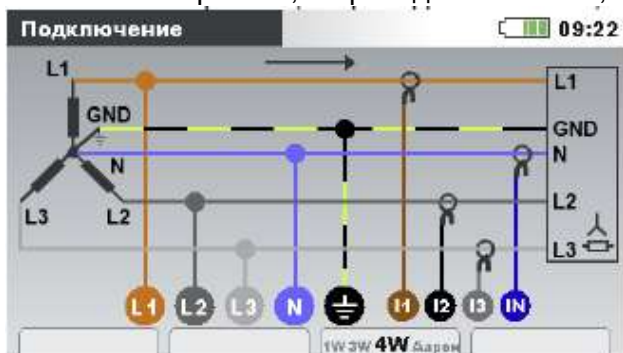 Подключение 09:22
L1 L1
GND GND
N N
L3 L2 L2
L3
L1 L2 L3 N I1 I2 I3 IN
1W 3W 4W